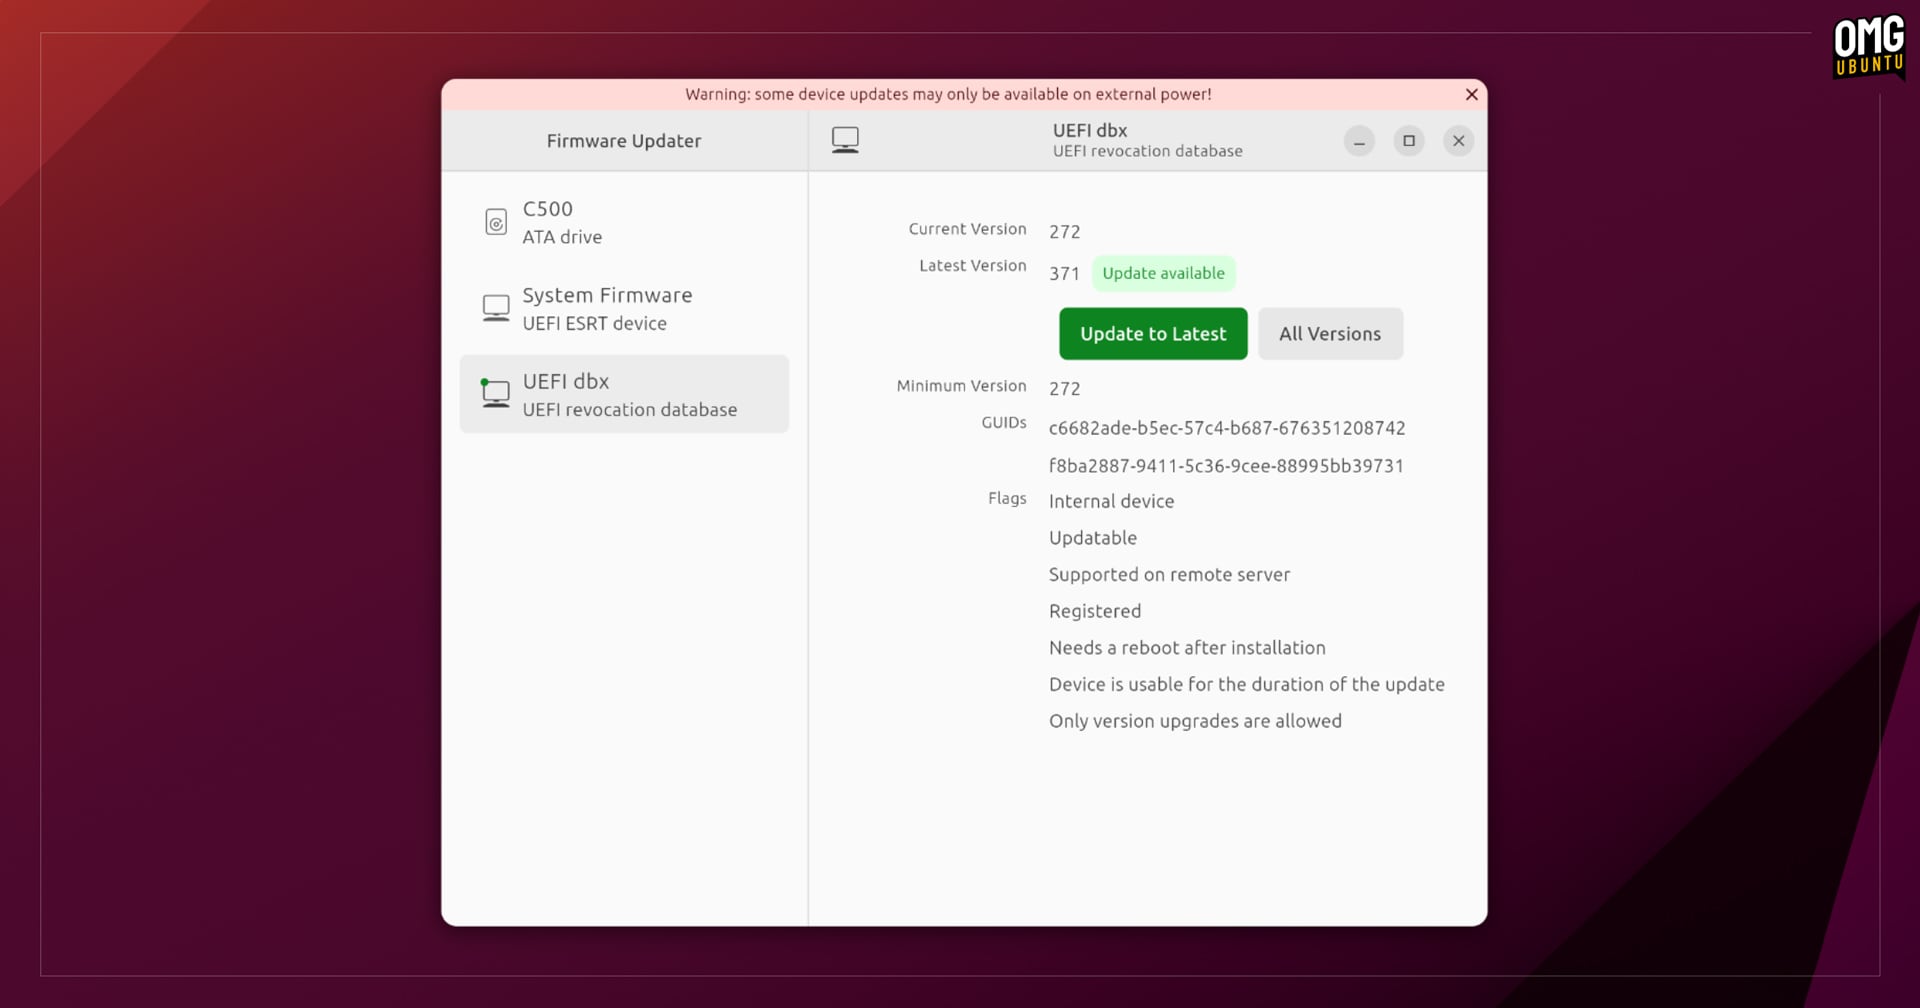 OMG
UBUNTU
Warning: some device updates may only be available on external power!
Firmware Updater
UEFI dbx
UEFI revocation database
C500
ATA drive
System Firmware
UEFI ESRT device
UEFI dbx
UEFI revocation database
Current Version 272
Latest Version 371 Update available
Update to Latest All Versions
Minimum Version 272
GUIDs c6682ade-b5ec-57c4-b687-676351208742
f8ba2887-9411-5c36-9cee-88995bb39731
Flags Internal device
Updatable
Supported on remote server
Registered
Needs a reboot after installation
Device is usable for the duration of the update
Only version upgrades are allowed